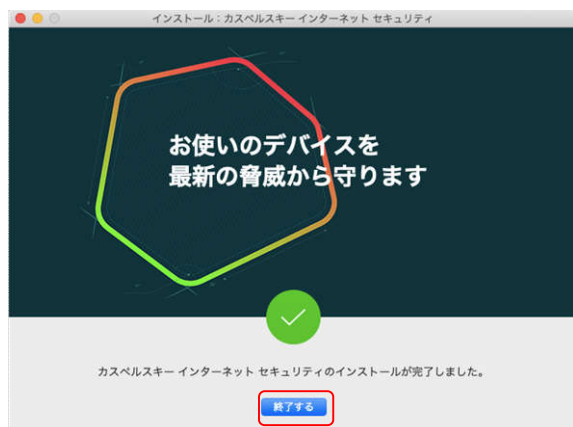 インストール：カスペルスキー インターネット セキュリティ
お使いのデバイスを
最新の脅威から守ります
カスペルスキー インターネット セキュリティのインストールが完了しました。
終了する